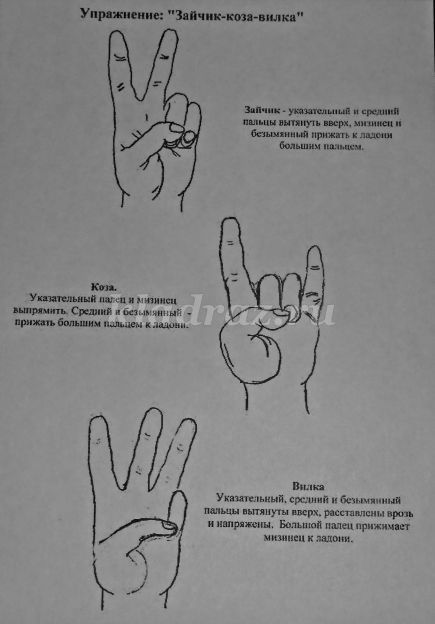 Упражнение: "Зайчик-коза-вилка"
Зайчик - указательный и средний
пальцы вытянуть вверх, мизинец и
безымянный прижать к ладони
большим пальцем.
Коза.
Указательный палец и мизинец
выпрямить. Средний и безымянный -
прижать большим пальцем к ладони.
Вилка
Указательный, средний и безымянный
пальцы вытянуты вверх, расставлены врозь
и напряжены. Большой палец прижимает
мизинец к ладони.